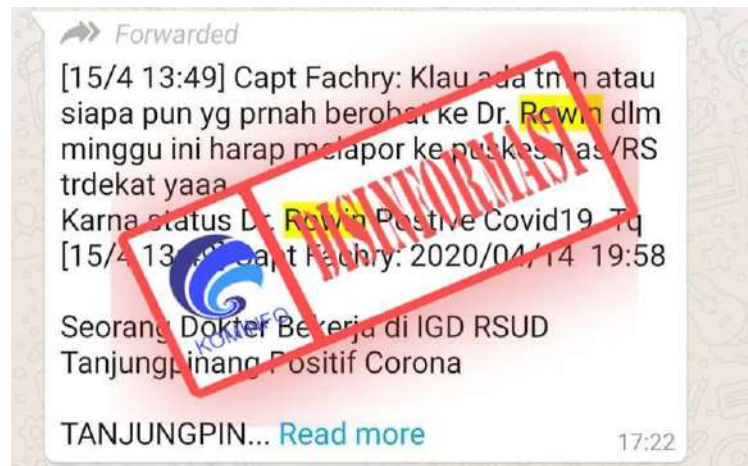 Forwarded
[15/4 13:49] Capt Fachry: Klau ada tmn atau
siapa pun yg prnah berobat ke Dr. Rowin dlm
minggu ini harap melapor ke puskesmas/RS
trdekat yaaa
Karna status Dr. Rowin Postive Covid19 Tq
[15/4 13:49] Capt Fachry: 2020/04/14 19:58
DISINFORMASI
KOMINFO
Seorang Dokter Bekerja di IGD RSUD
Tanjungpinang Positif Corona
TANJUNGPIN... Read more
17:22